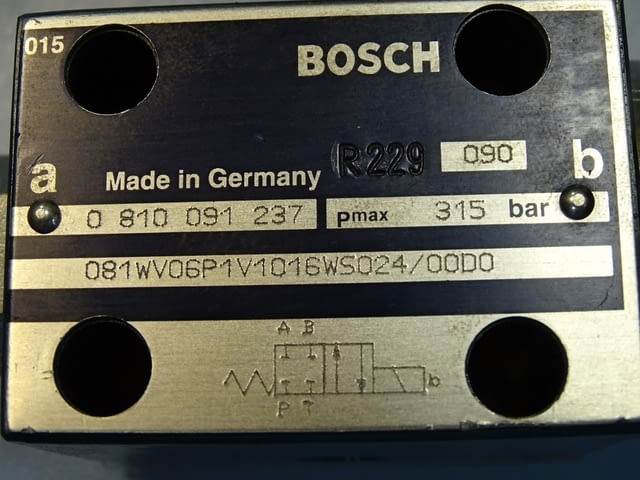 015
BOSCH
R229 090
a Made in Germany b
0 810 091 237 pmax 315 bar
081WV06P1V1016WS024/00D0
A B
b
P T